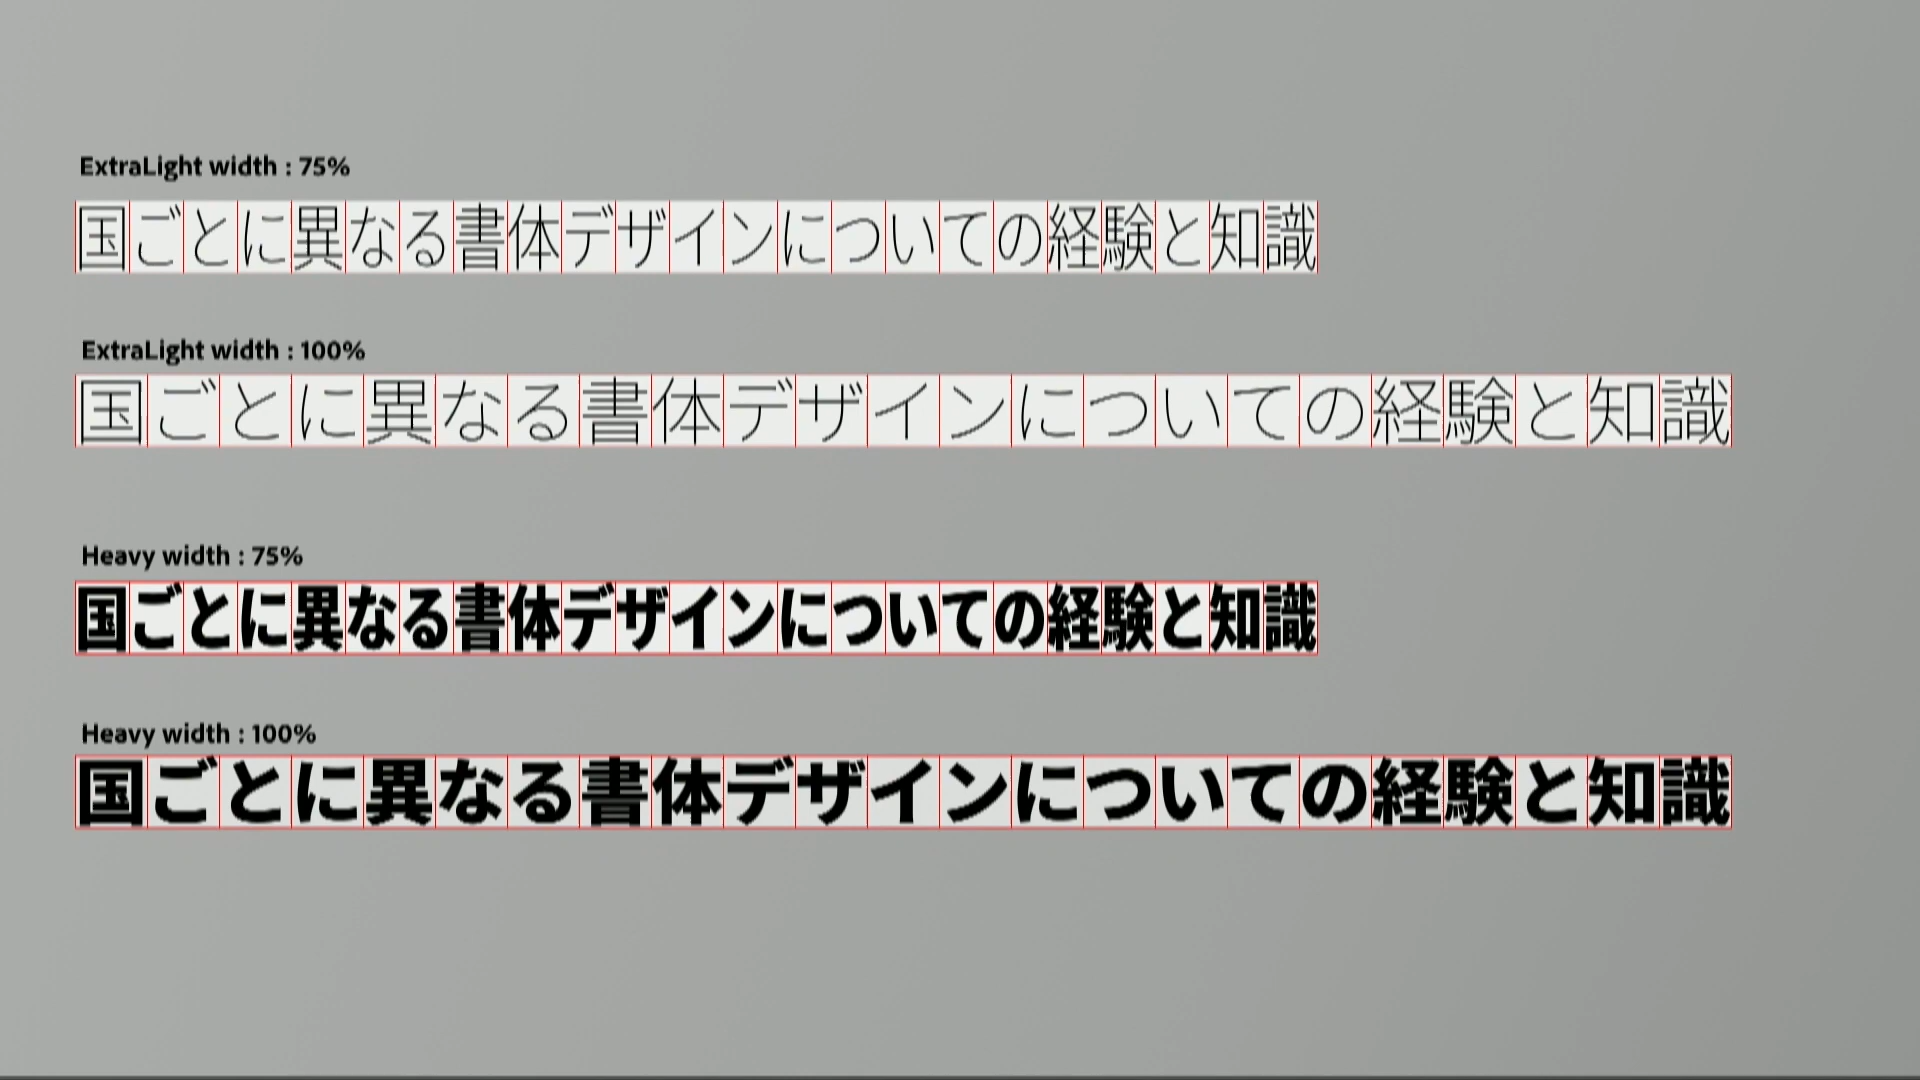 ExtraLight width : 75%
国ごとに異なる書体デザインについての経験と知識
ExtraLight width : 100%
国ごとに異なる書体デザインについての経験と知識
Heavy width : 75%
国ごとに異なる書体デザインについての経験と知識
Heavy width : 100%
国ごとに異なる書体デザインについての経験と知識